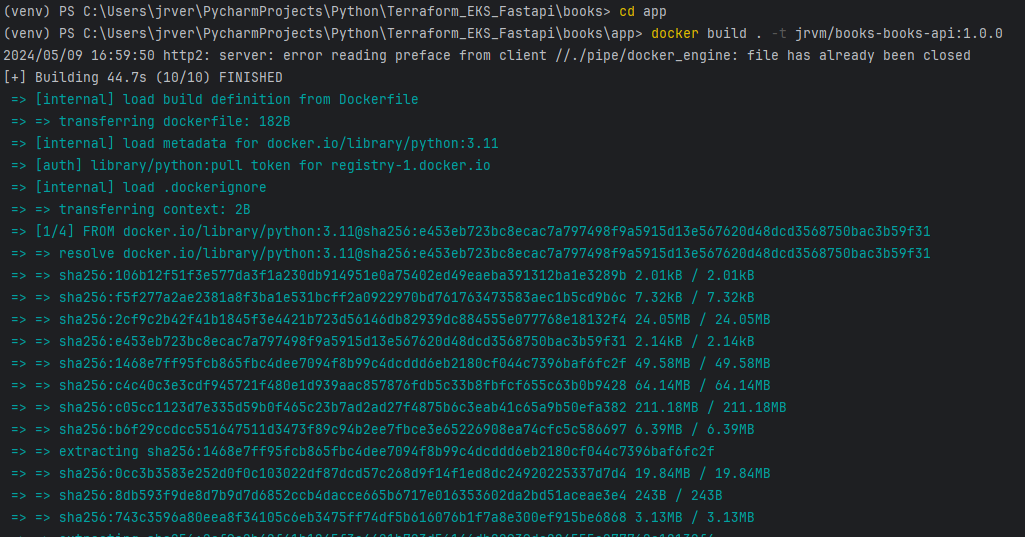 (venv) PS C:\Users\jrver\PycharmProjects\Python\Terraform_EKS_Fastapi\books> cd app
(venv) PS C:\Users\jrver\PycharmProjects\Python\Terraform_EKS_Fastapi\books\app> docker build . -t jrvm/books-books-api:1.0.0
2024/05/09 16:59:50 http2: server: error reading preface from client //./pipe/docker_engine: file has already been closed
[+] Building 44.7s (10/10) FINISHED
=> [internal] load build definition from Dockerfile
=> => transferring dockerfile: 182B
=> [internal] load metadata for docker.io/library/python:3.11
=> [auth] library/python:pull token for registry-1.docker.io
=> [internal] load .dockerignore
=> => transferring context: 2B
=> [1/4] FROM docker.io/library/python:3.11@sha256:e453eb723bc8ecac7a797498f9a5915d13e567620d48dcd3568750bac3b59f31
=> => resolve docker.io/library/python:3.11@sha256:e453eb723bc8ecac7a797498f9a5915d13e567620d48dcd3568750bac3b59f31
=> => sha256:106b12f51f3e577da3f1a230db914951e0a75402ed49eaeba391312ba1e3289b 2.01kB / 2.01kB
=> => sha256:f5f277a2ae2381a8f3ba1e531bcff2a0922970bd761763473583aec1b5cd9b6c 7.32kB / 7.32kB
=> => sha256:2cf9c2b42f41b1845f3e4421b723d56146db82939dc884555e077768e18132f4 24.05MB / 24.05MB
=> => sha256:e453eb723bc8ecac7a797498f9a5915d13e567620d48dcd3568750bac3b59f31 2.14kB / 2.14kB
=> => sha256:1468e7ff95fcb865fbc4dee7094f8b99c4dcddd6eb2180cf044c7396baf6fc2f 49.58MB / 49.58MB
=> => sha256:c4c40c3e3cdf945721f480e1d939aac857876fdb5c33b8fbfcf655c63b0b9428 64.14MB / 64.14MB
=> => sha256:c05cc1123d7e335d59b0f465c23b7ad2ad27f4875b6c3eab41c65a9b50efa382 211.18MB / 211.18MB
=> => sha256:b6f29ccdcc551647511d3473f89c94b2ee7fbce3e65226908ea74cfc5c586697 6.39MB / 6.39MB
=> => extracting sha256:1468e7ff95fcb865fbc4dee7094f8b99c4dcddd6eb2180cf044c7396baf6fc2f
=> => sha256:0cc3b3583e252d0f0c103022df87dcd57c268d9f14f1ed8dc24920225337d7d4 19.84MB / 19.84MB
=> => sha256:8db593f9de8d7b9d7d6852ccb4dacce665b6717e016353602da2bd51aceae3e4 243B / 243B
=> => sha256:743c3596a80eea8f34105c6eb3475ff74df5b616076b1f7a8e300ef915be6868 3.13MB / 3.13MB